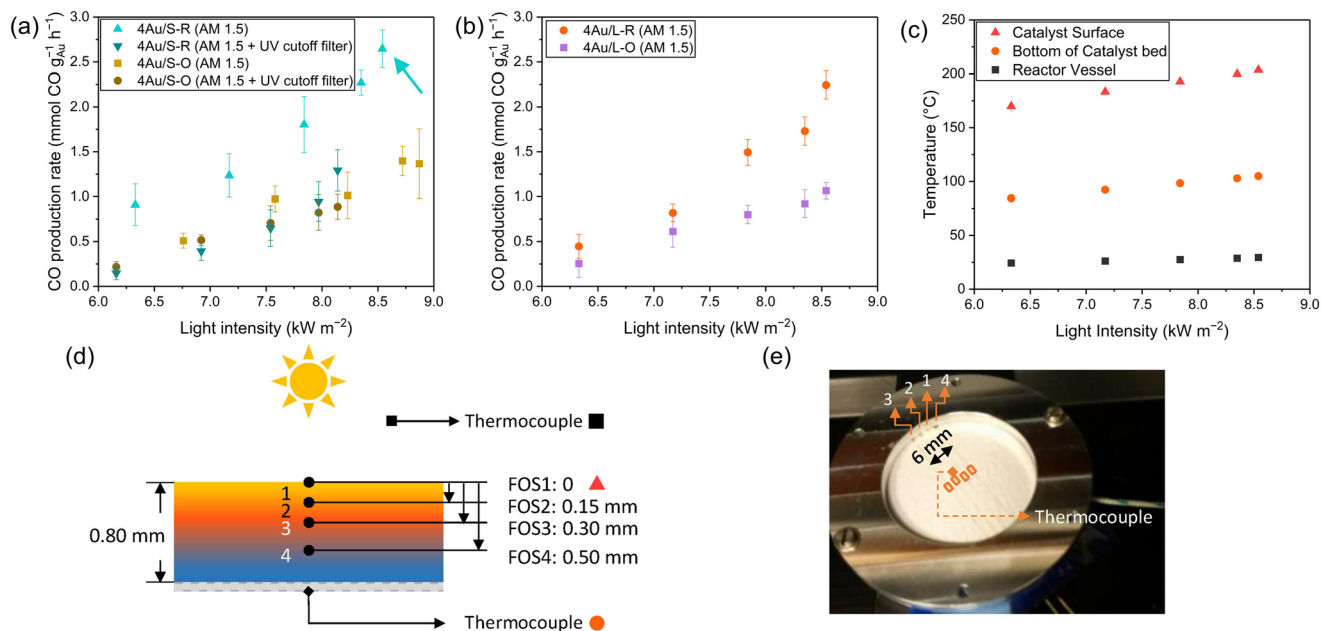 (a)
CO production rate (mmol CO g⁻¹Au h⁻¹)
3.0
2.5
2.0
1.5
1.0
0.5
0.0
4Au/S-R (AM 1.5)
4Au/S-R (AM 1.5 + UV cutoff filter)
4Au/S-O (AM 1.5)
4Au/S-O (AM 1.5 + UV cutoff filter)
6.0 6.5 7.0 7.5 8.0 8.5 9.0
Light intensity (kW m⁻²)
(b)
CO production rate (mmol CO g⁻¹Au h⁻¹)
3.0
2.5
2.0
1.5
1.0
0.5
0.0
4Au/L-R (AM 1.5)
4Au/L-O (AM 1.5)
6.0 6.5 7.0 7.5 8.0 8.5 9.0
Light intensity (kW m⁻²)
(c)
Temperature (°C)
250
200
150
100
50
0
Catalyst Surface
Bottom of Catalyst bed
Reactor Vessel
6.0 6.5 7.0 7.5 8.0 8.5 9.0
Light Intensity (kW m⁻²)
(d)
Thermocouple
0.80 mm
1
2
3
4
FOS1: 0
FOS2: 0.15 mm
FOS3: 0.30 mm
FOS4: 0.50 mm
Thermocouple
(e)
3 2 1 4
6 mm
Thermocouple